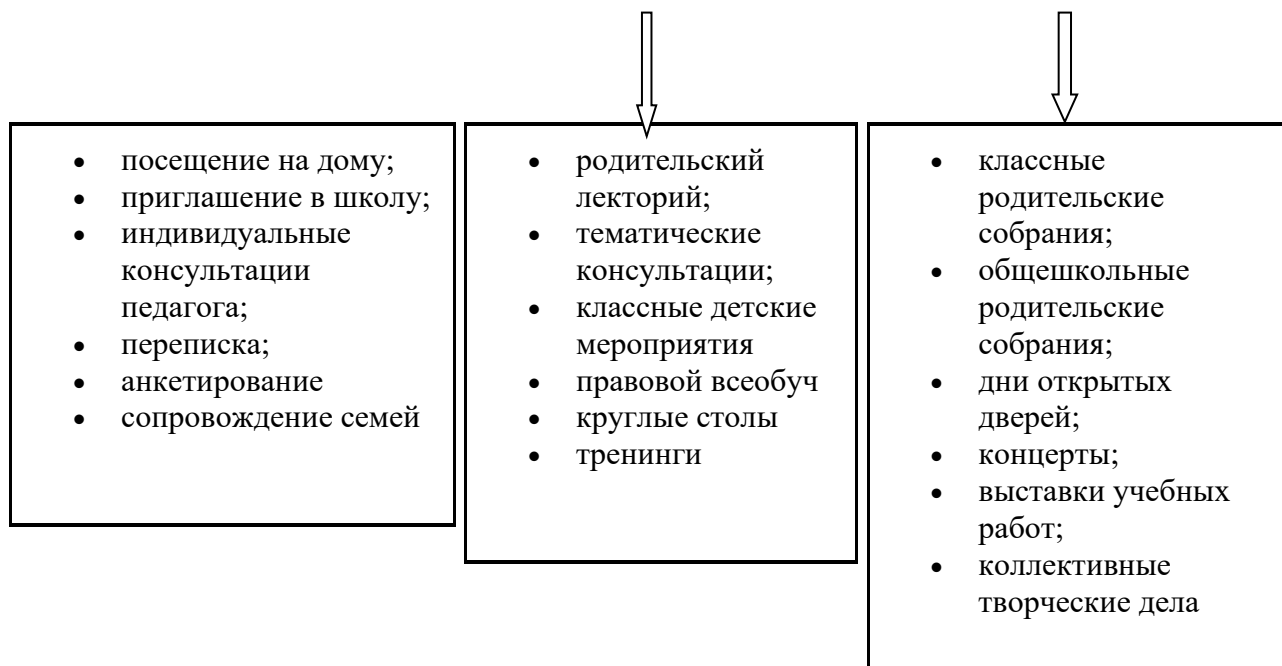 • посещение на дому;
• приглашение в школу;
• индивидуальные
консультации
педагога;
• переписка;
• анкетирование
• сопровождение семей
• родительский
лекторий;
• тематические
консультации;
• классные детские
мероприятия
• правовой всеобуч
• круглые столы
• тренинги
• классные
родительские
собрания;
• общешкольные
родительские
собрания;
• дни открытых
дверей;
• концерты;
• выставки учебных
работ;
• коллективные
творческие дела